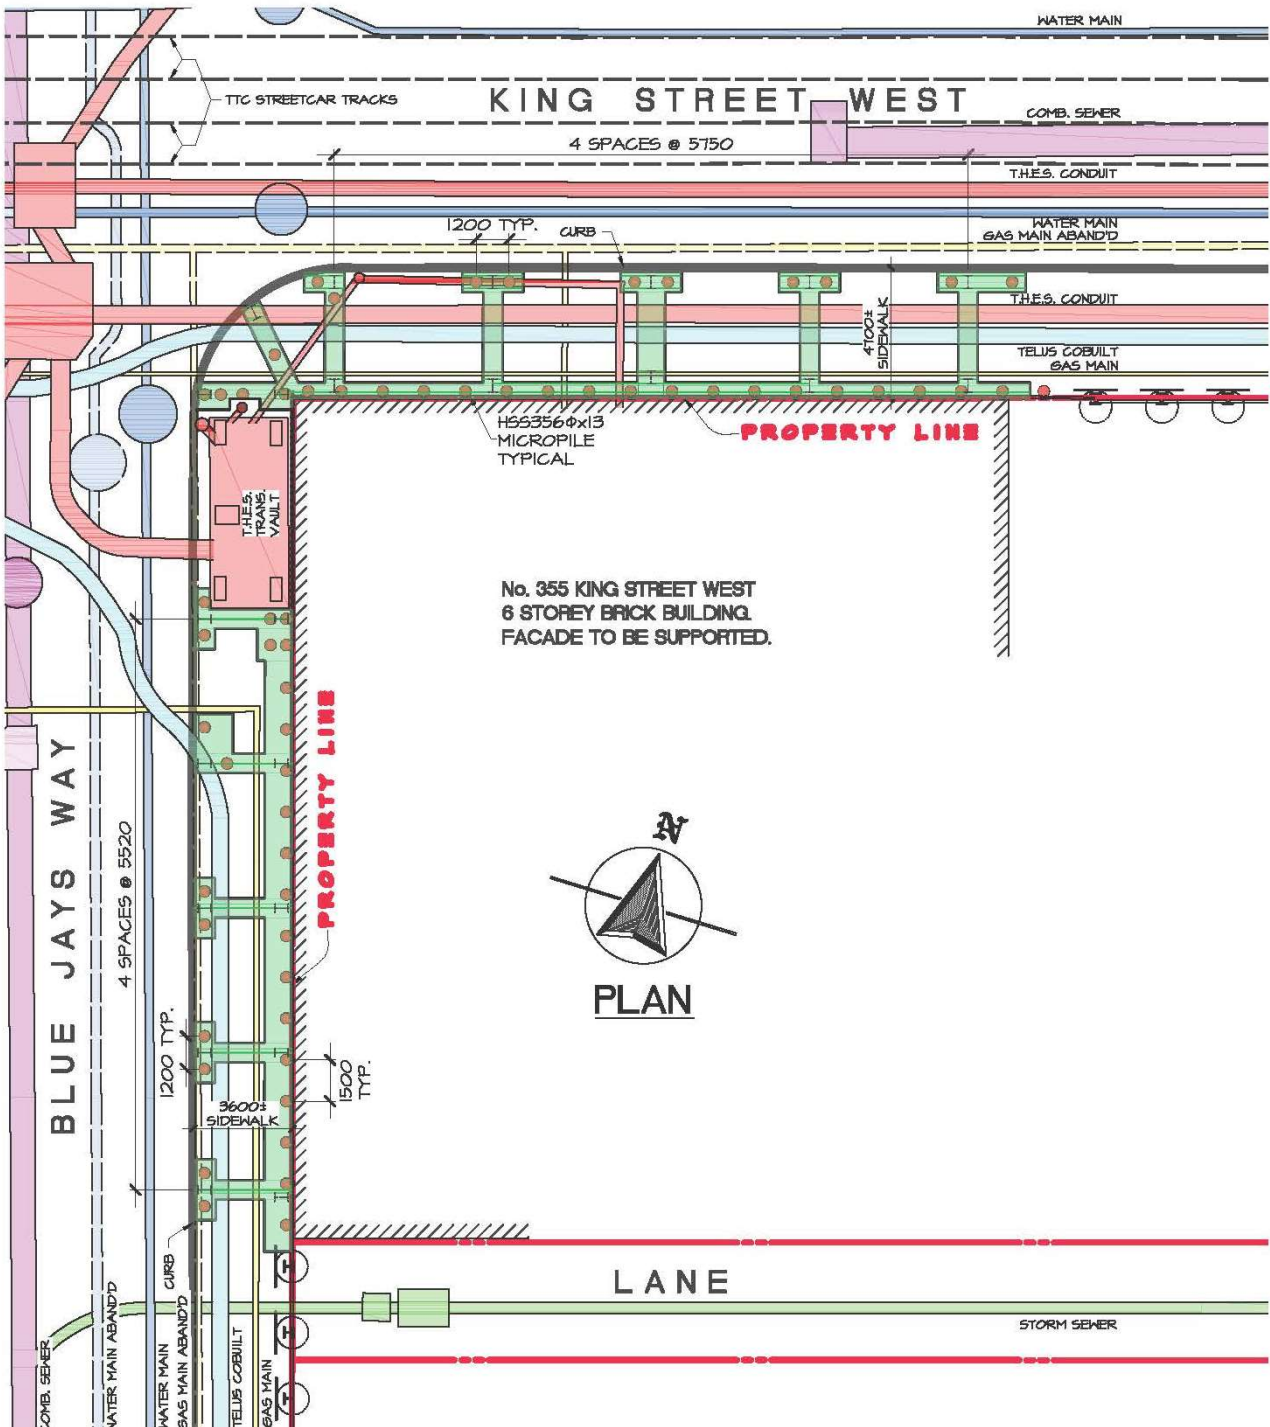 WATER MAIN
TTC STREETCAR TRACKS
KING STREET WEST
COMB. SEWER
4 SPACES @ 5750
T.H.E.S. CONDUIT
1200 TYP.
CURB
WATER MAIN
GAS MAIN ABAND'D
T.H.E.S. CONDUIT
4700±
SIDEWALK
TELUS COBUILT
GAS MAIN
HSS356Φx13
MICROPILE
TYPICAL
PROPERTY LINE
T.H.E.S.
TRANS.
VAULT
No. 355 KING STREET WEST
6 STOREY BRICK BUILDING.
FACADE TO BE SUPPORTED.
PROPERTY LINE
BLUE JAYS WAY
4 SPACES @ 5520
N
PLAN
1200 TYP.
1500
TYP.
3600±
SIDEWALK
CURB
LANE
STORM SEWER
COMB. SEWER
WATER MAIN ABAND'D
WATER MAIN
GAS MAIN ABAND'D
TELUS COBUILT
GAS MAIN